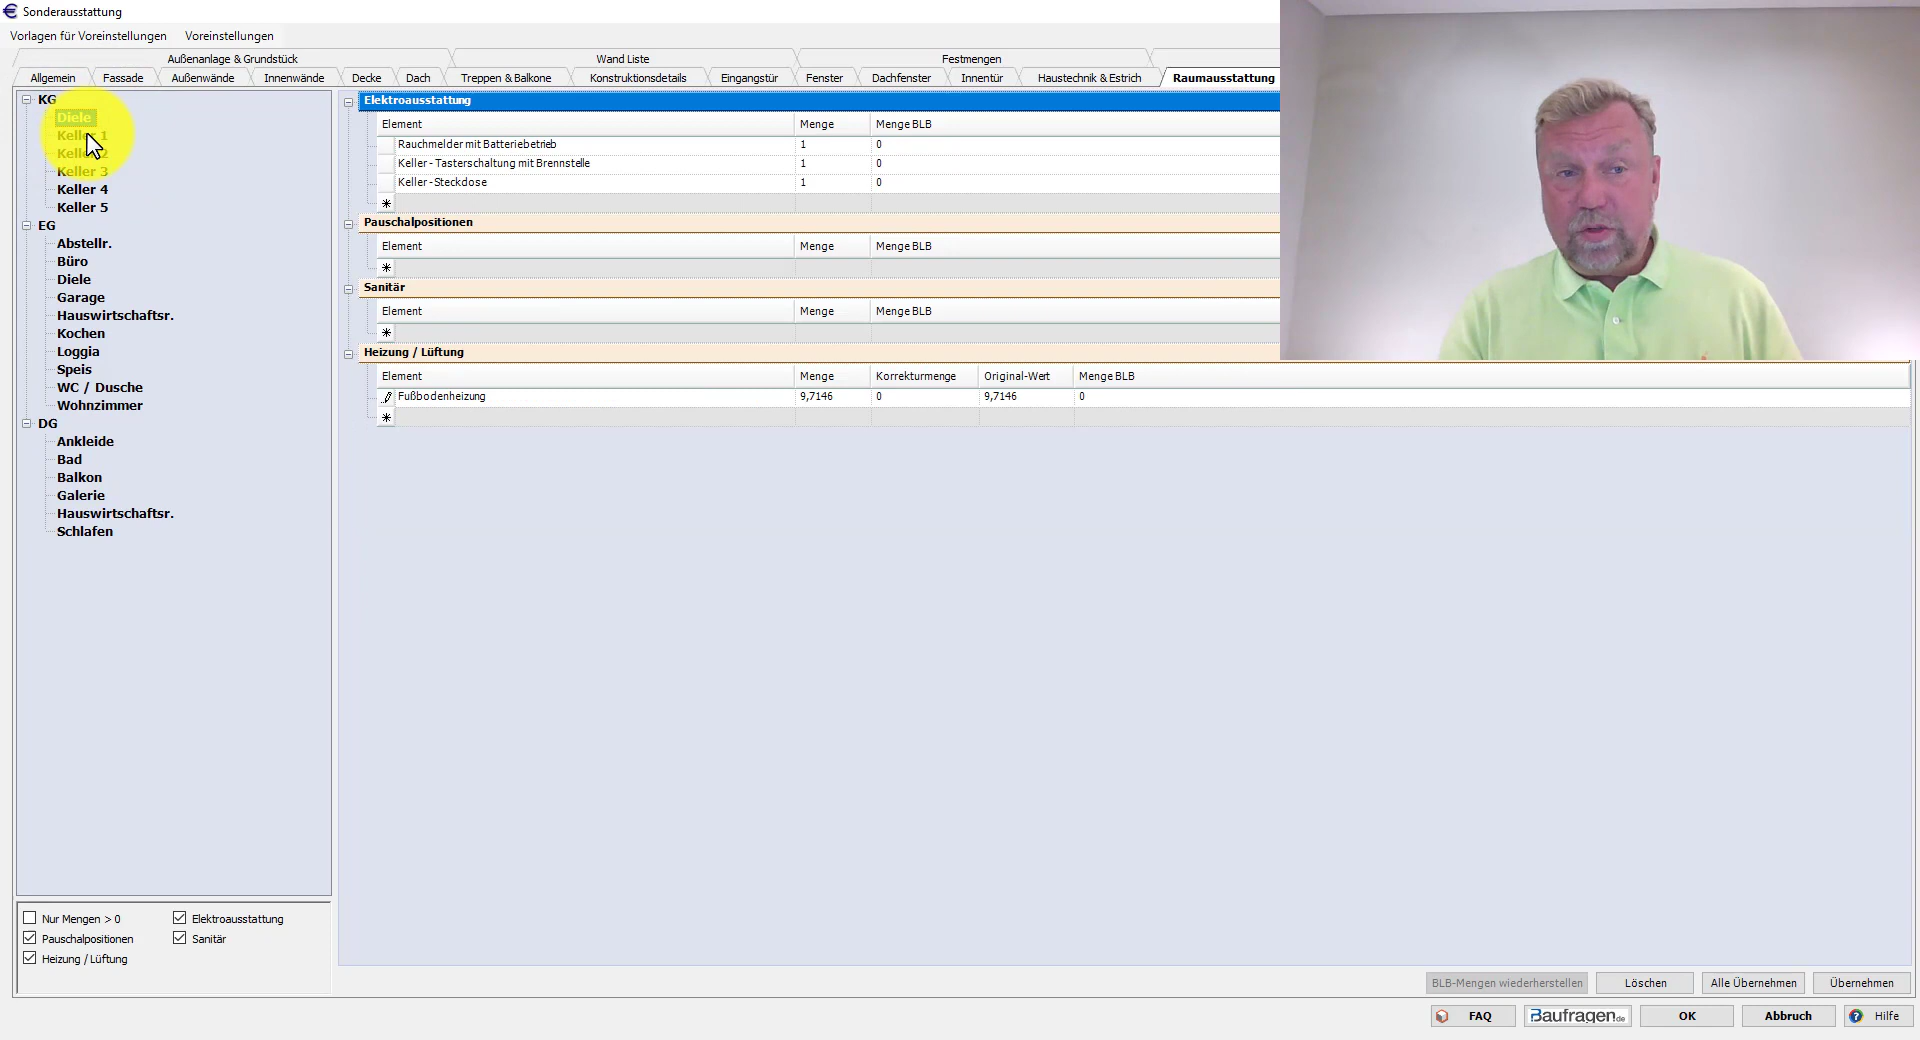 Sonderausstattung
Vorlagen für Voreinstellungen Voreinstellungen
Außenanlage & Grundstück Wand Liste Festmengen
Allgemein Fassade Außenwände Innenwände Decke Dach Treppen & Balkone Konstruktionsdetails Eingangstür Fenster Dachfenster Innentür Haustechnik & Estrich Raumausstattung
KG
Diele
Keller 1
Keller 2
Keller 3
Keller 4
Keller 5
EG
Abstellr.
Büro
Diele
Garage
Hauswirtschaftsr.
Kochen
Loggia
Speis
WC / Dusche
Wohnzimmer
DG
Ankleide
Bad
Balkon
Galerie
Hauswirtschaftsr.
Schlafen
Elektroausstattung
Element Menge Menge BLB
Rauchmelder mit Batteriebetrieb 1 0
Keller - Tasterschaltung mit Brennstelle 1 0
Keller - Steckdose 1 0
Pauschalpositionen
Element Menge Menge BLB
Sanitär
Element Menge Menge BLB
Heizung / Lüftung
Element Menge Korrekturmenge Original-Wert Menge BLB
Fußbodenheizung 9,7146 0 9,7146 0
Nur Mengen > 0 Elektroausstattung
Pauschalpositionen Sanitär
Heizung / Lüftung
BLB-Mengen wiederherstellen Löschen Alle Übernehmen Übernehmen
FAQ Baufragen.de OK Abbruch Hilfe